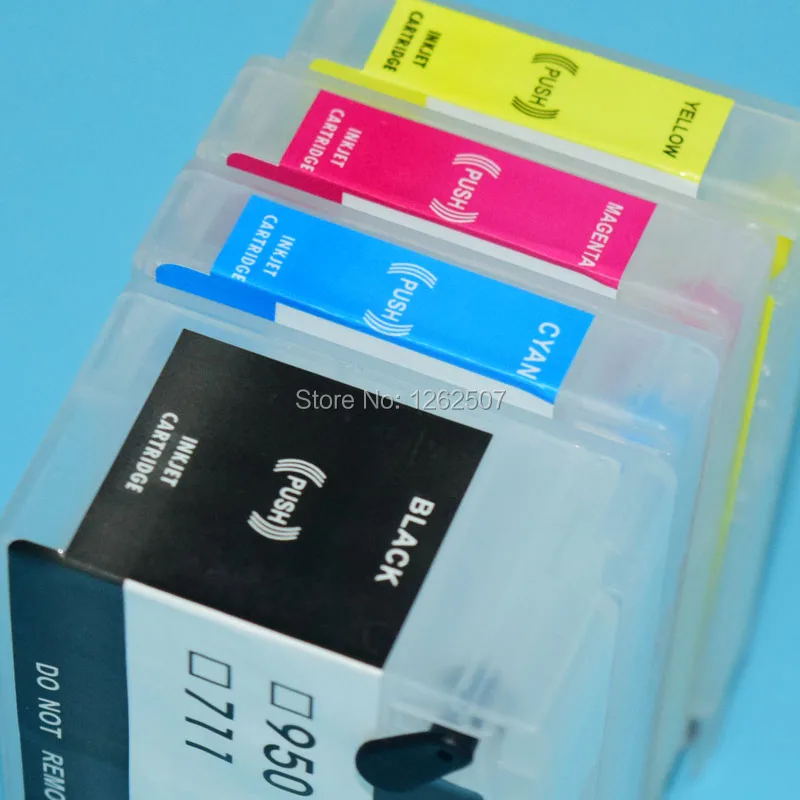 INKJET
CARTRIDGE
PUSH
YELLOW
INKJET
CARTRIDGE
PUSH
MAGENTA
INKJET
CARTRIDGE
PUSH
CYAN
Store No: 1262507
INKJET
CARTRIDGE
PUSH
BLACK
□950
□711
DO NOT REMO